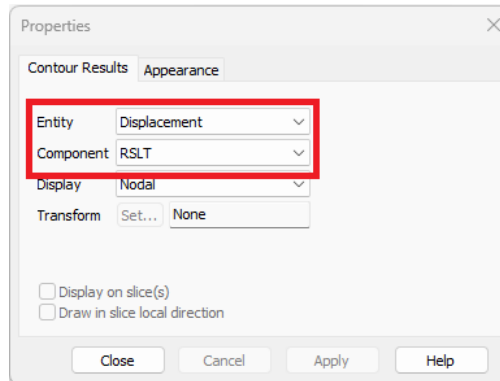 Properties
Contour Results Appearance
Entity Displacement
Component RSLT
Display Nodal
Transform Set... None
Display on slice(s)
Draw in slice local direction
Close Cancel Apply Help